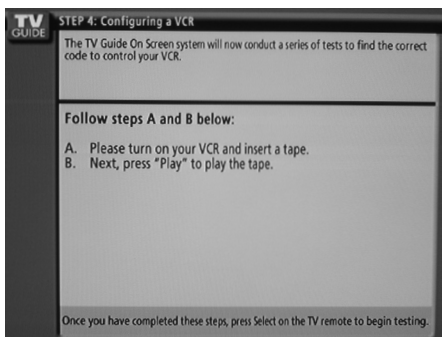 TV
GUIDE
STEP 4: Configuring a VCR
The TV Guide On Screen system will now conduct a series of tests to find the correct
code to control your VCR.
Follow steps A and B below:
A. Please turn on your VCR and insert a tape.
B. Next, press "Play" to play the tape.
Once you have completed these steps, press Select on the TV remote to begin testing.